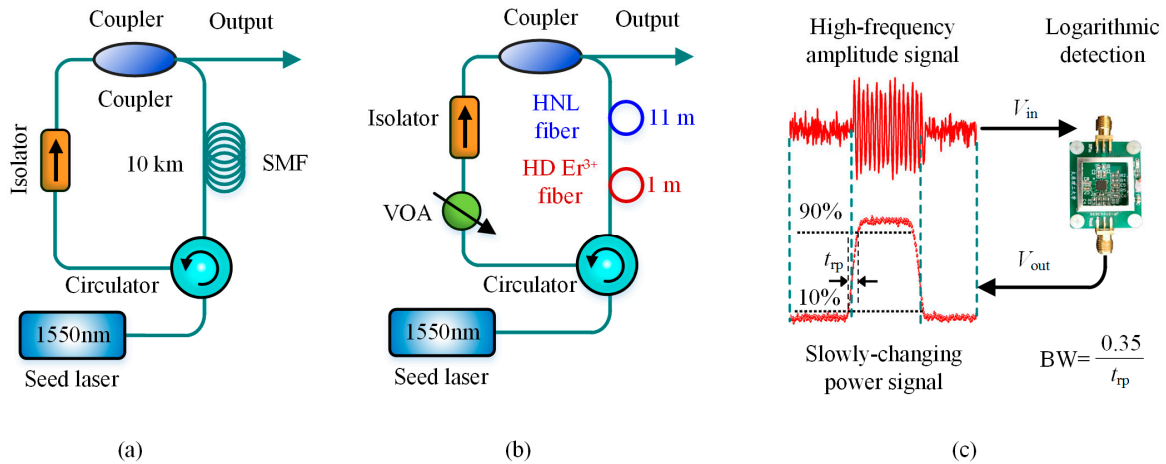 Coupler
Output
Coupler
Isolator
10 km
SMF
Circulator
1550nm
Seed laser
(a)
Coupler
Output
Isolator
HNL
fiber
11 m
HD Er³⁺
fiber
1 m
VOA
Circulator
1550nm
Seed laser
(b)
High-frequency
amplitude signal
Logarithmic
detection
Vin
90%
trp
10%
Vout
Slowly-changing
power signal
BW=0.35/trp
(c)